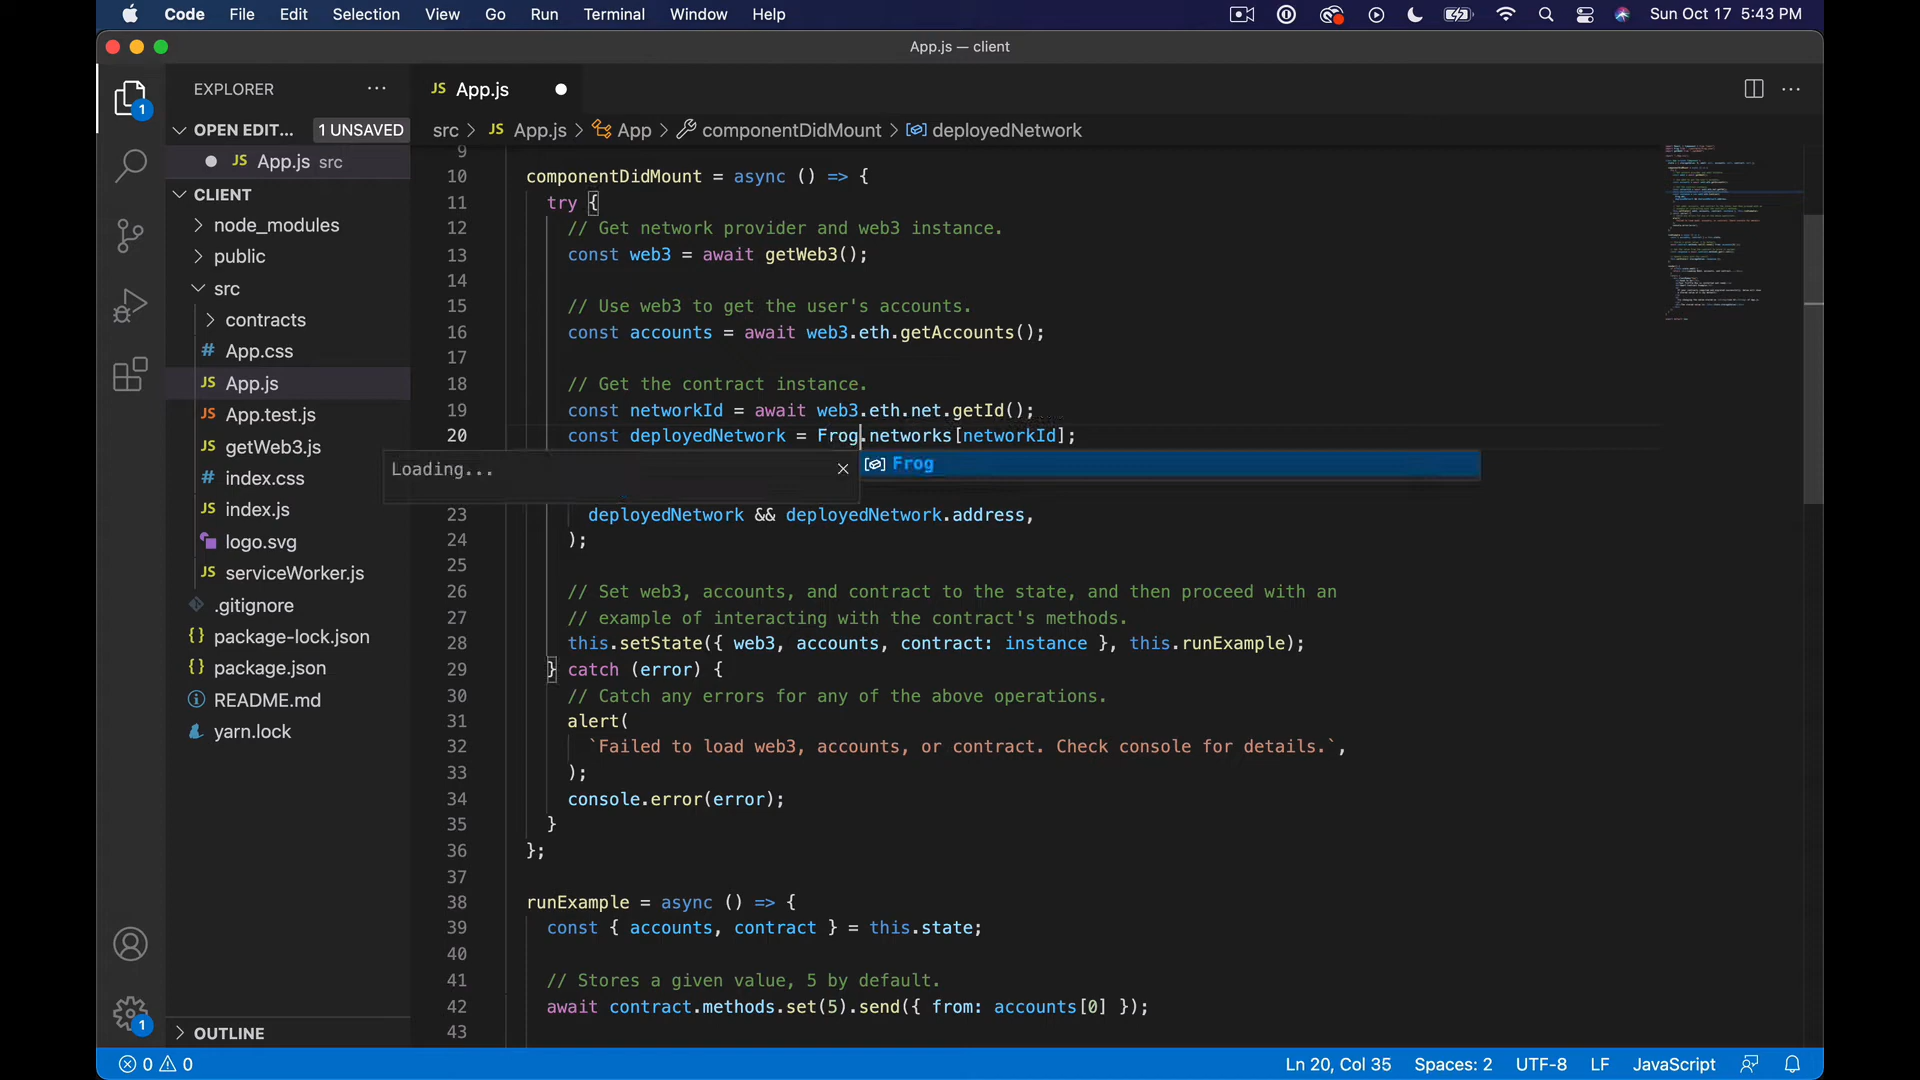 Code File Edit Selection View Go Run Terminal Window Help Sun Oct 17 5:43 PM
App.js — client
EXPLORER
JS App.js
OPEN EDIT... 1 UNSAVED
JS App.js src
src > JS App.js > App > componentDidMount > deployedNetwork
CLIENT
node_modules
public
src
contracts
# App.css
JS App.js
JS App.test.js
JS getWeb3.js
# index.css
JS index.js
logo.svg
JS serviceWorker.js
.gitignore
{} package-lock.json
{} package.json
README.md
yarn.lock
OUTLINE
1
1
9
10 componentDidMount = async () => {
11 try {
12 // Get network provider and web3 instance.
13 const web3 = await getWeb3();
14
15 // Use web3 to get the user's accounts.
16 const accounts = await web3.eth.getAccounts();
17
18 // Get the contract instance.
19 const networkId = await web3.eth.net.getId();
20 const deployedNetwork = Frog.networks[networkId];
Loading... × Frog
23 deployedNetwork && deployedNetwork.address,
24 );
25
26 // Set web3, accounts, and contract to the state, and then proceed with an
27 // example of interacting with the contract's methods.
28 this.setState({ web3, accounts, contract: instance }, this.runExample);
29 } catch (error) {
30 // Catch any errors for any of the above operations.
31 alert(
32 `Failed to load web3, accounts, or contract. Check console for details.`,
33 );
34 console.error(error);
35 }
36 };
37
38 runExample = async () => {
39 const { accounts, contract } = this.state;
40
41 // Stores a given value, 5 by default.
42 await contract.methods.set(5).send({ from: accounts[0] });
43
0 0 Ln 20, Col 35 Spaces: 2 UTF-8 LF JavaScript